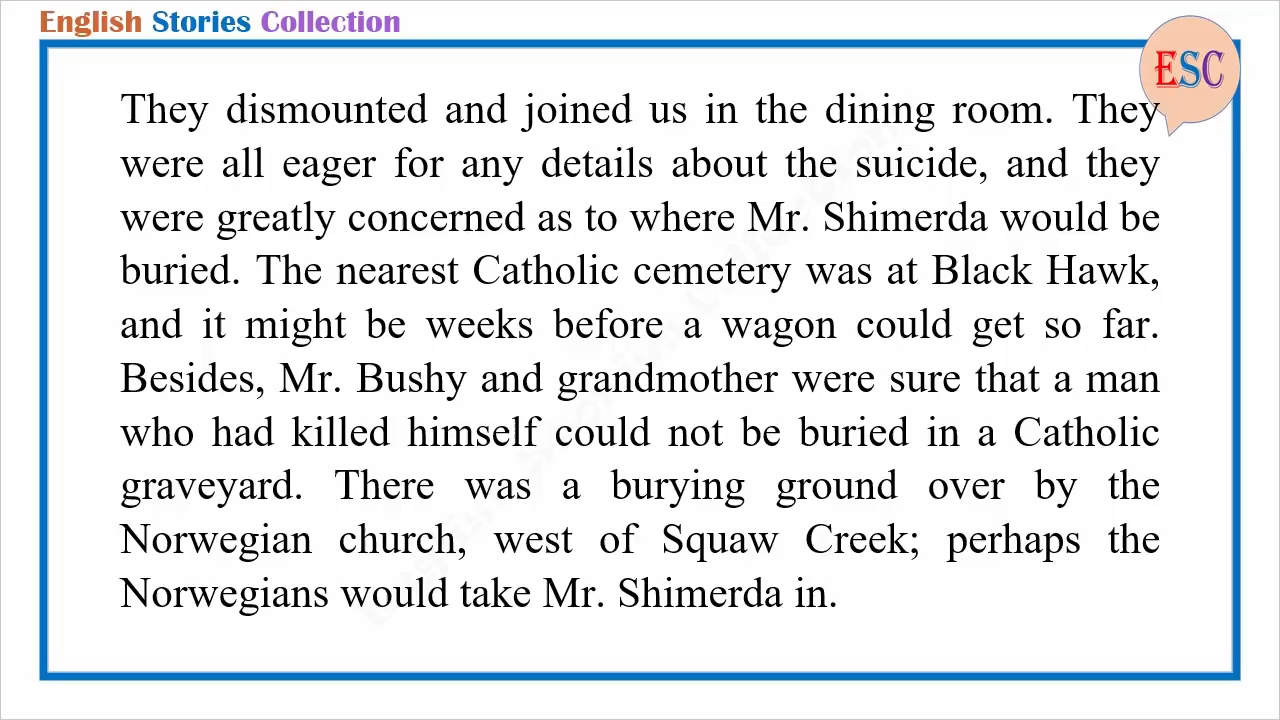 English Stories Collection
ESC
They dismounted and joined us in the dining room. They
were all eager for any details about the suicide, and they
were greatly concerned as to where Mr. Shimerda would be
buried. The nearest Catholic cemetery was at Black Hawk,
and it might be weeks before a wagon could get so far.
Besides, Mr. Bushy and grandmother were sure that a man
who had killed himself could not be buried in a Catholic
graveyard. There was a burying ground over by the
Norwegian church, west of Squaw Creek; perhaps the
Norwegians would take Mr. Shimerda in.